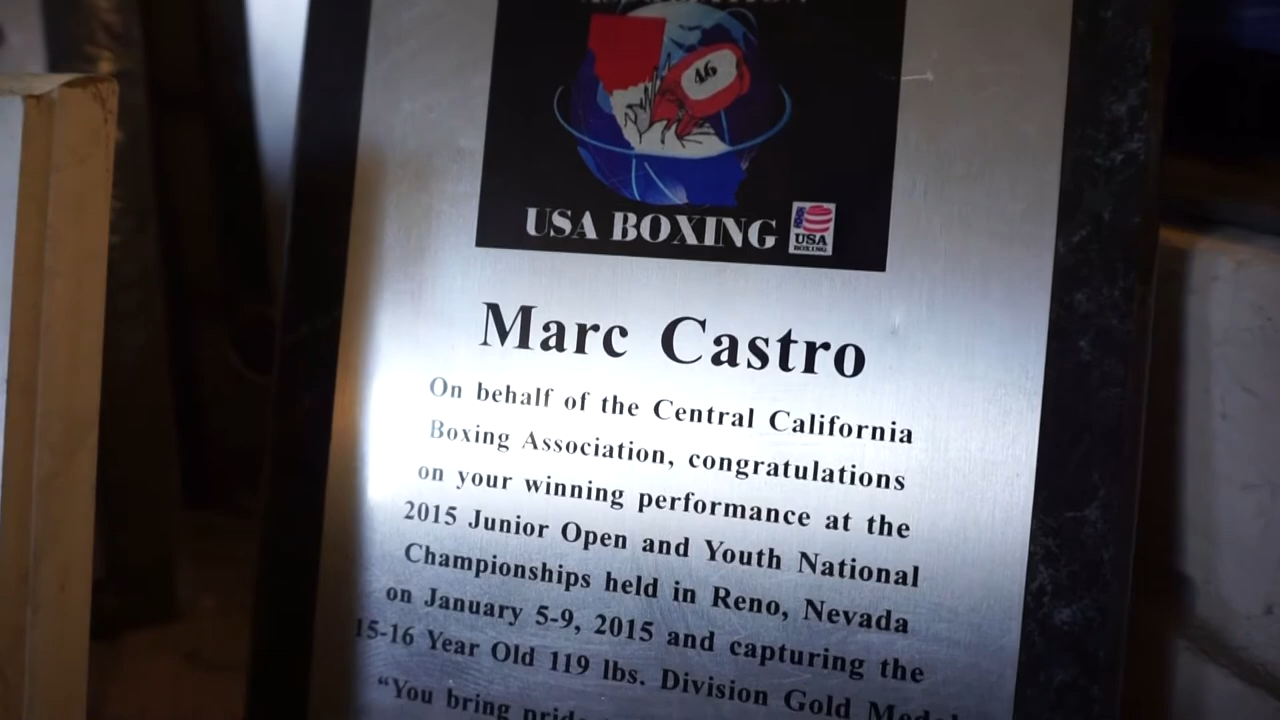 46
USA BOXING
USA
BOXING
Marc Castro
On behalf of the Central California
Boxing Association, congratulations
on your winning performance at the
2015 Junior Open and Youth National
Championships held in Reno, Nevada
on January 5-9, 2015 and capturing the
15-16 Year Old 119 lbs. Division Gold
“You bring